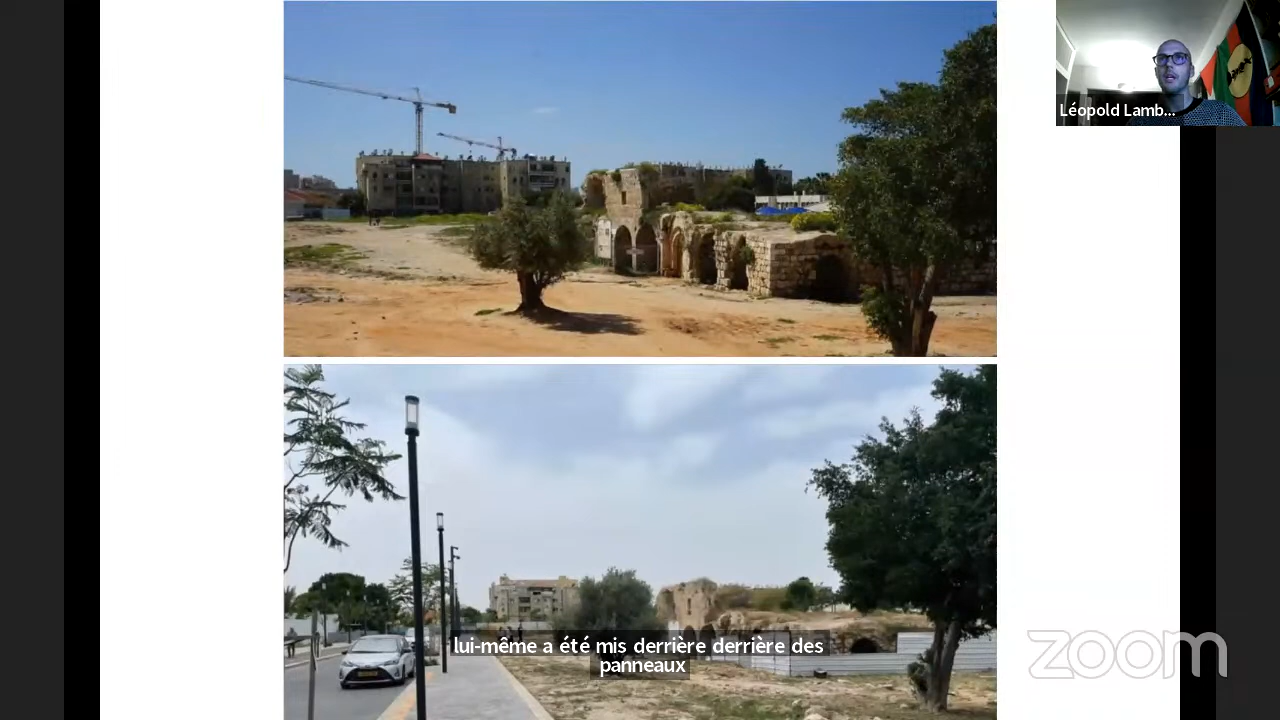 Léopold Lamb...
lui-même a été mis derrière derrière des
panneaux
zoom